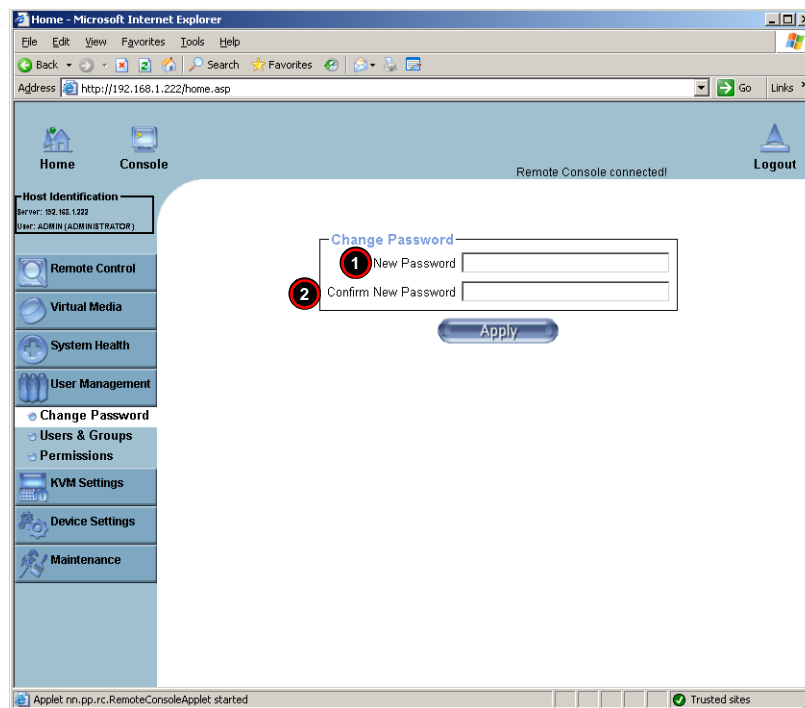 Home - Microsoft Internet Explorer
File Edit View Favorites Tools Help
Back Search Favorites
Address http://192.168.1.222/home.asp Go Links
Home Console Remote Console connected! Logout
Host Identification
Server: 192.168.1.222
User: ADMIN (ADMINISTRATOR)
Remote Control
Virtual Media
System Health
User Management
Change Password
Users & Groups
Permissions
KVM Settings
Device Settings
Maintenance
Change Password
1 New Password
2 Confirm New Password
Apply
Applet nn.pp.rc.RemoteConsoleApplet started Trusted sites